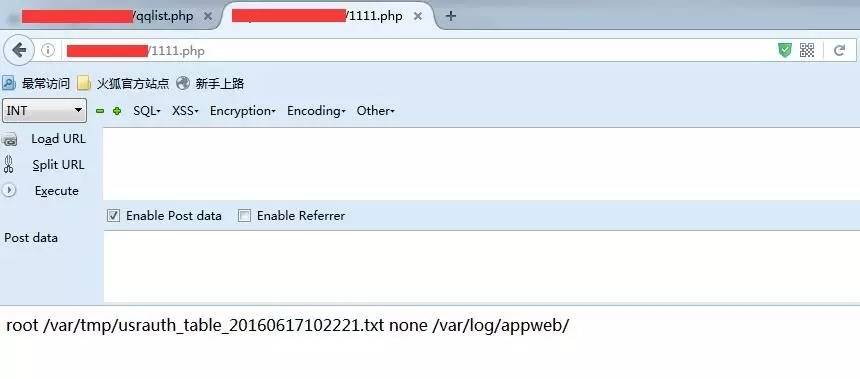 /qqlist.php
/1111.php
/1111.php
最常访问 火狐官方站点 新手上路
INT SQL XSS Encryption Encoding Other
Load URL
Split URL
Execute
Enable Post data Enable Referrer
Post data
root /var/tmp/usrauth_table_20160617102221.txt none /var/log/appweb/